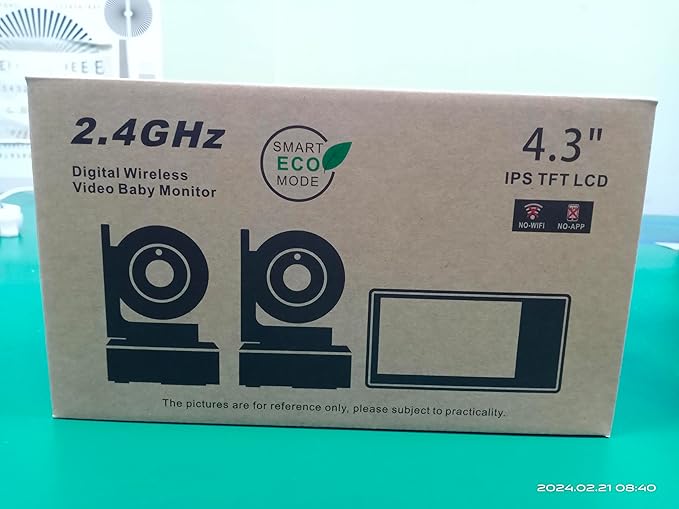 2.4GHz
Digital Wireless
Video Baby Monitor
SMART
ECO
MODE
4.3"
IPS TFT LCD
NO-WIFI NO-APP
The pictures are for reference only, please subject to practicality.
2024.02.21 08:40